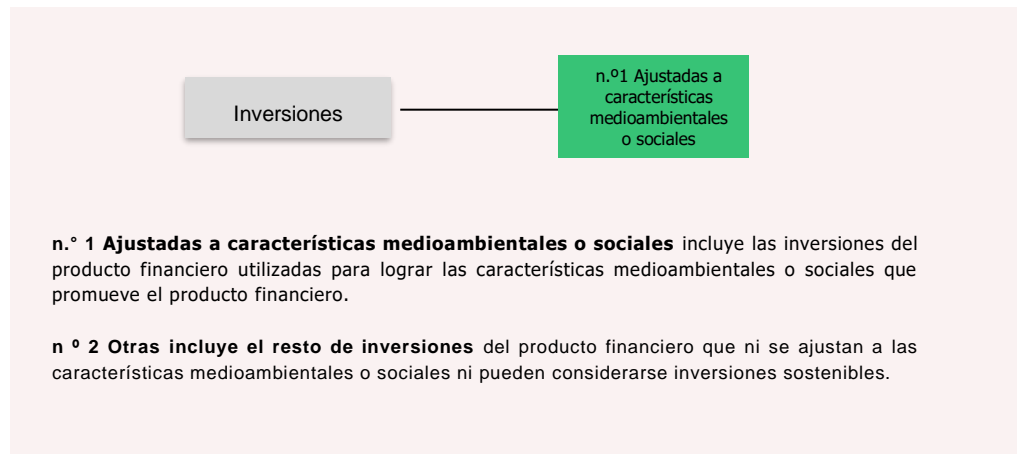 Inversiones
n.º1 Ajustadas a
características
medioambientales
o sociales
n.° 1 Ajustadas a características medioambientales o sociales incluye las inversiones del
producto financiero utilizadas para lograr las características medioambientales o sociales que
promueve el producto financiero.
n º 2 Otras incluye el resto de inversiones del producto financiero que ni se ajustan a las
características medioambientales o sociales ni pueden considerarse inversiones sostenibles.